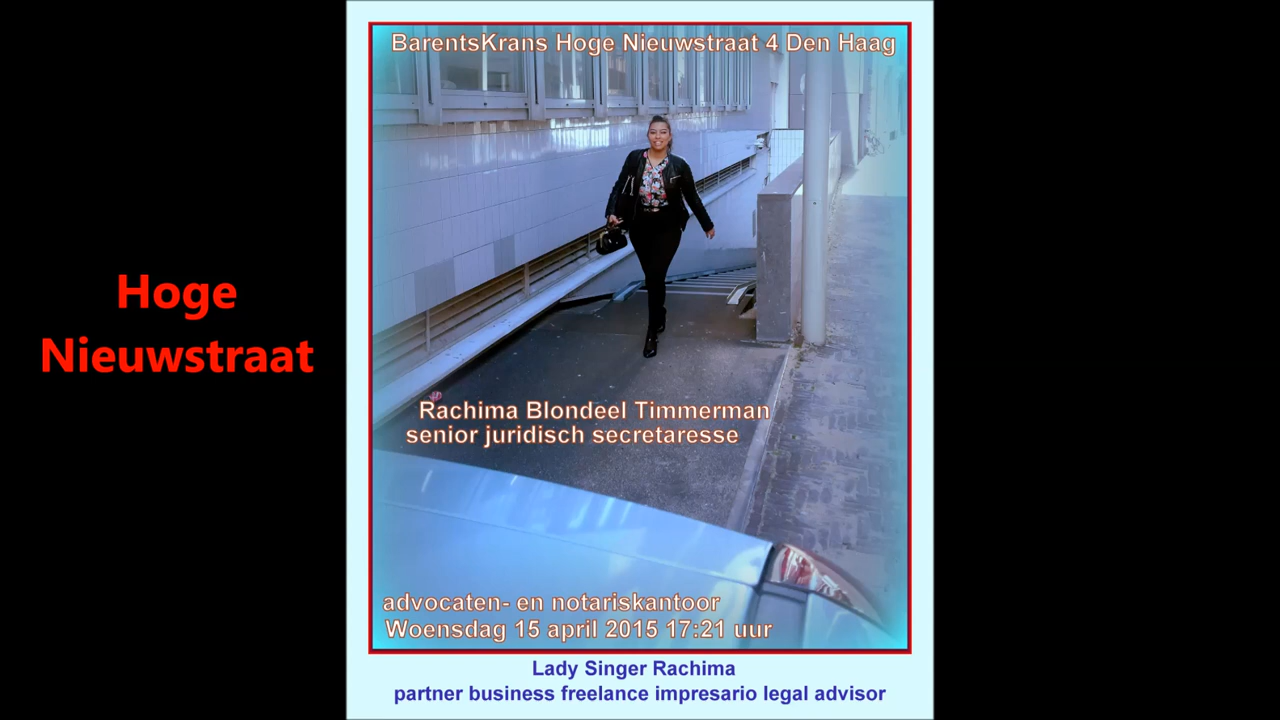 Hoge
Nieuwstraat
BarentsKrans Hoge Nieuwstraat 4 Den Haag
Rachima Blondeel Timmerman
senior juridisch secretaresse
advocaten- en notariskantoor
Woensdag 15 april 2015 17:21 uur
Lady Singer Rachima
partner business freelance impresario legal advisor